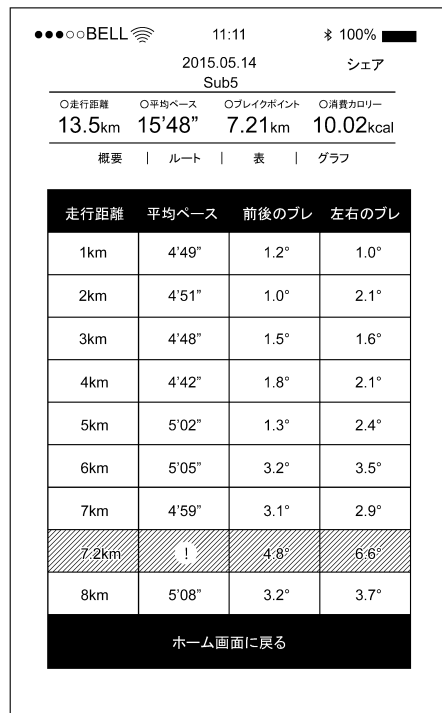 ●●●○○BELL 11:11 100%
2015.05.14 シェア
Sub5
○走行距離 ○平均ペース ○ブレイクポイント ○消費カロリー
13.5km 15’48” 7.21km 10.02kcal
概要 | ルート | 表 | グラフ
走行距離 平均ペース 前後のブレ 左右のブレ
1km 4’49” 1.2° 1.0°
2km 4’51” 1.0° 2.1°
3km 4’48” 1.5° 1.6°
4km 4’42” 1.8° 2.1°
5km 5’02” 1.3° 2.4°
6km 5’05” 3.2° 3.5°
7km 4’59” 3.1° 2.9°
7.2km ! 4.8° 6.6°
8km 5’08” 3.2° 3.7°
ホーム画面に戻る